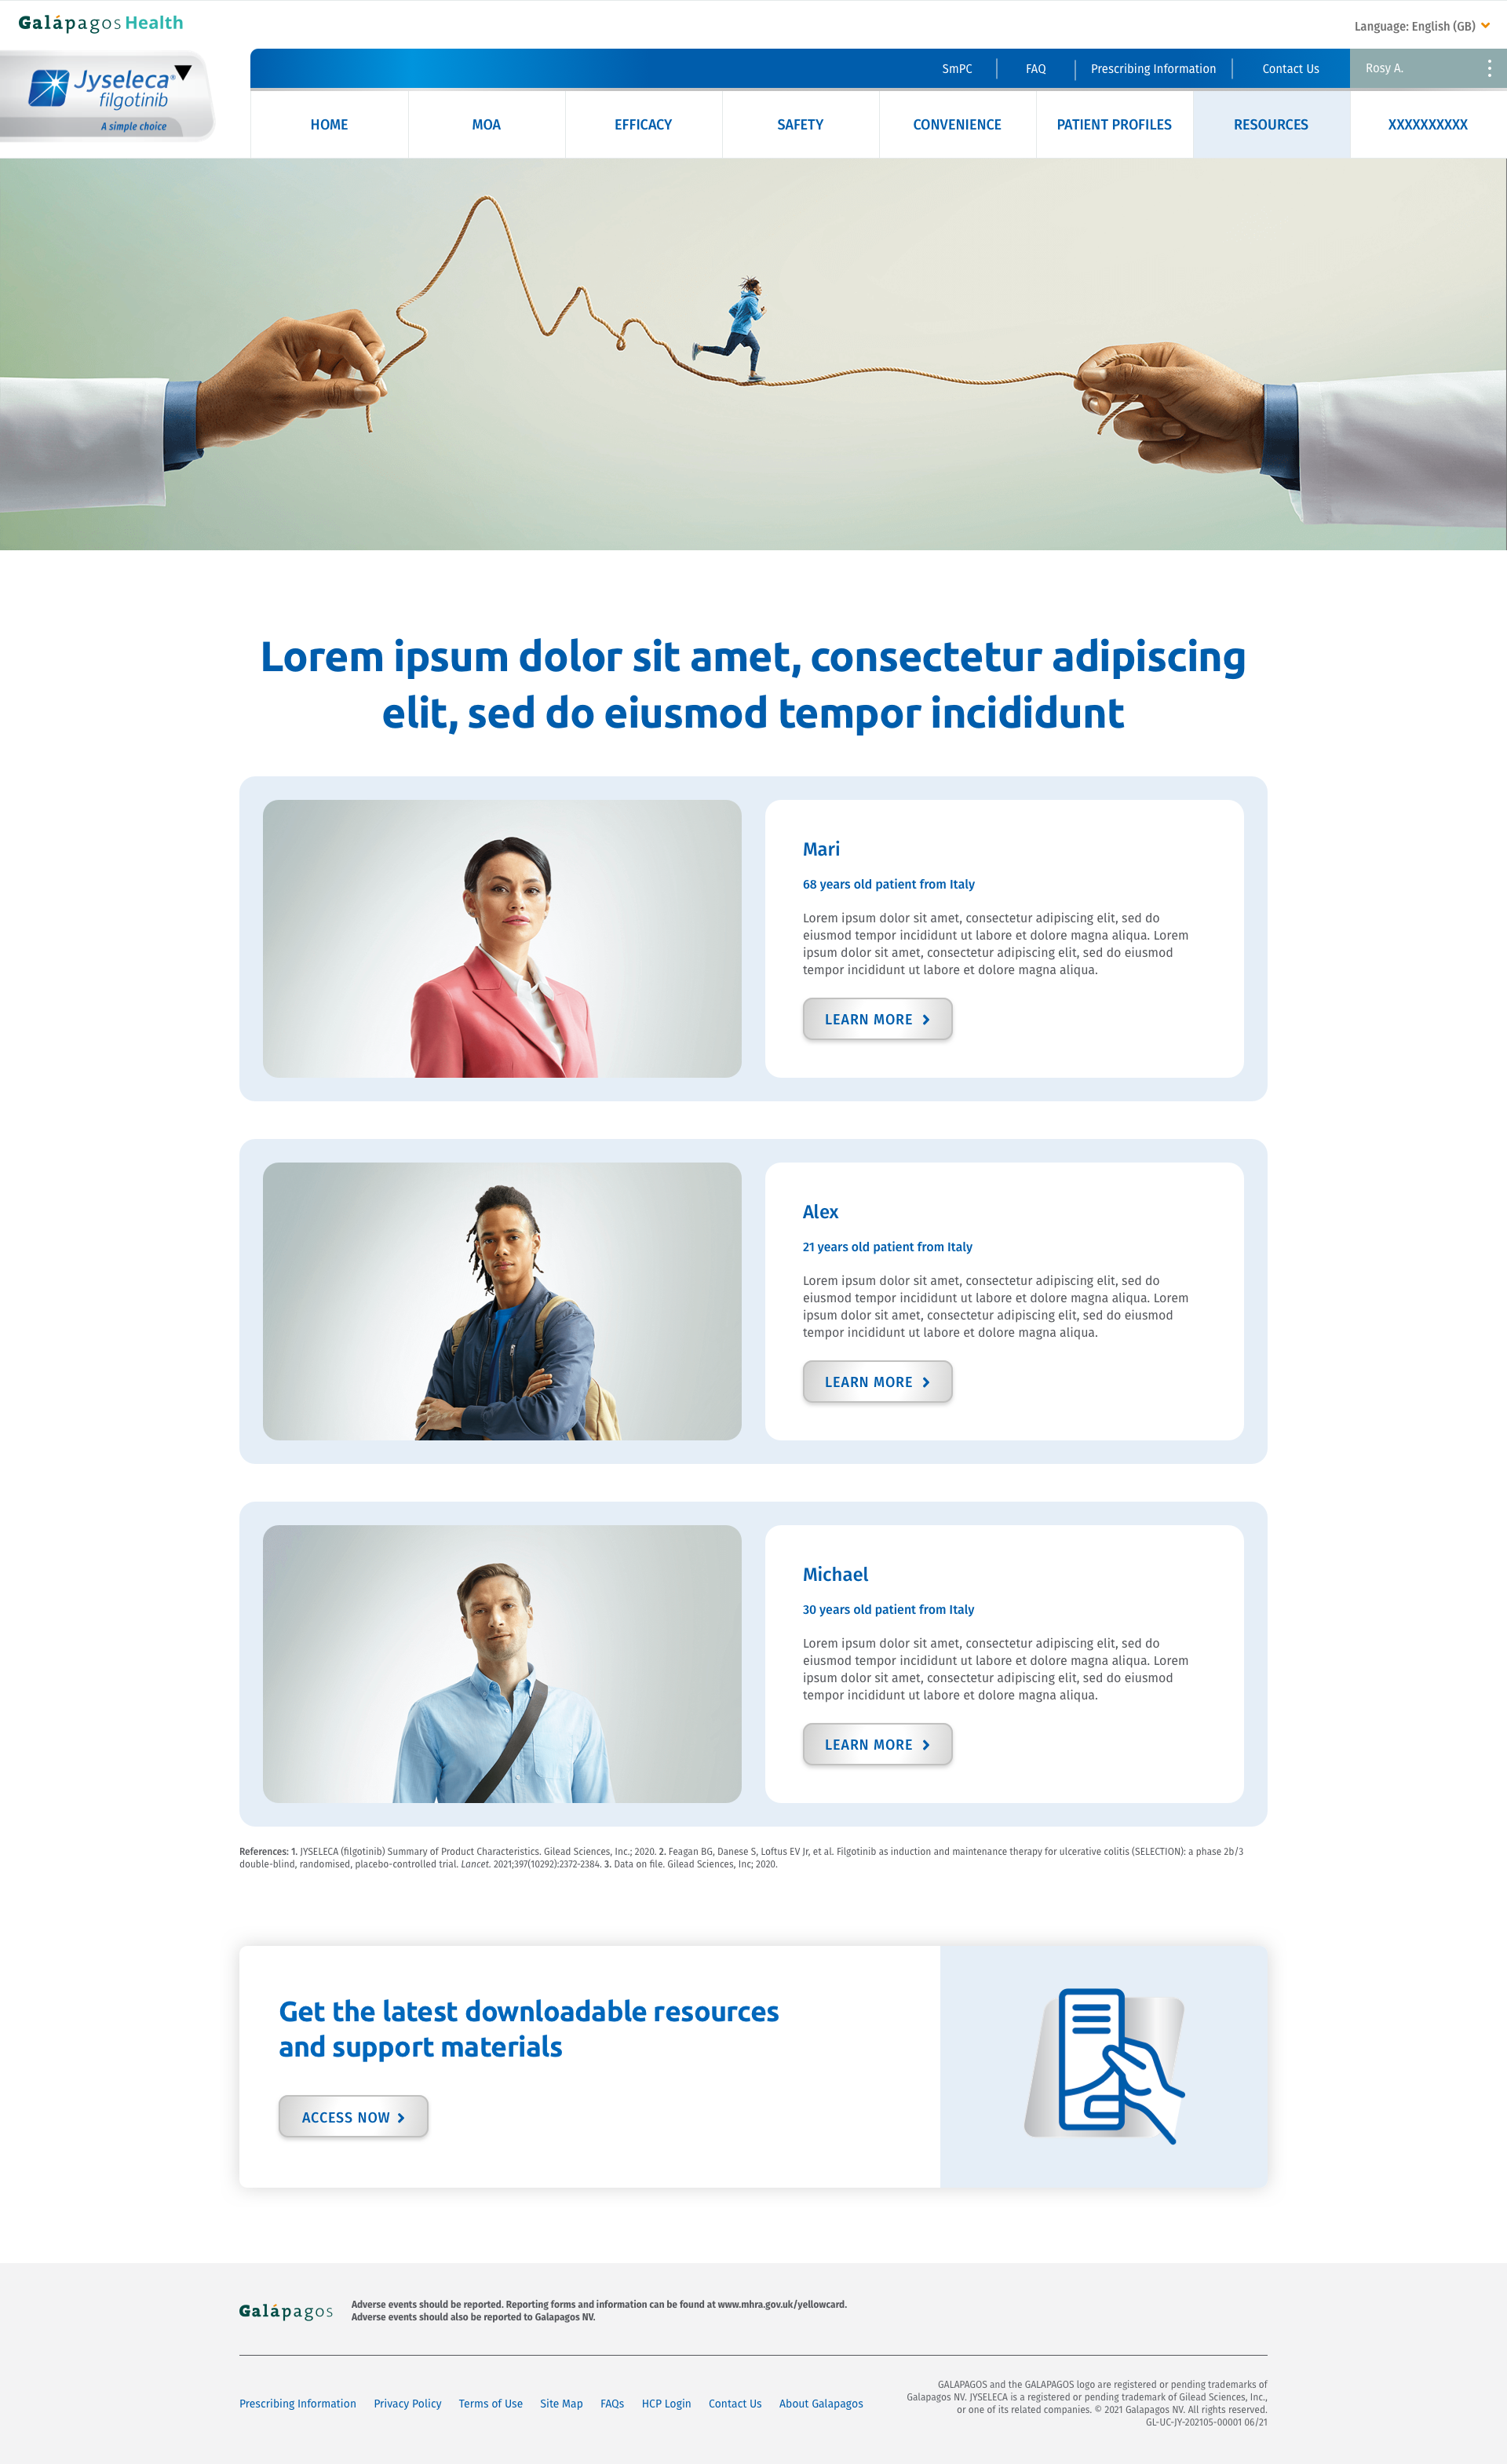 Galápagos Health
Language: English (GB)
Jyseleca®
filgotinib
A simple choice
SmPC
FAQ
Prescribing Information
Contact Us
Rosy A.
HOME
MOA
EFFICACY
SAFETY
CONVENIENCE
PATIENT PROFILES
RESOURCES
XXXXXXXXXX
Lorem ipsum dolor sit amet, consectetur adipiscing
elit, sed do eiusmod tempor incididunt
Mari
68 years old patient from Italy
Lorem ipsum dolor sit amet, consectetur adipiscing elit, sed do
eiusmod tempor incididunt ut labore et dolore magna aliqua. Lorem
ipsum dolor sit amet, consectetur adipiscing elit, sed do eiusmod
tempor incididunt ut labore et dolore magna aliqua.
LEARN MORE
Alex
21 years old patient from Italy
Lorem ipsum dolor sit amet, consectetur adipiscing elit, sed do
eiusmod tempor incididunt ut labore et dolore magna aliqua. Lorem
ipsum dolor sit amet, consectetur adipiscing elit, sed do eiusmod
tempor incididunt ut labore et dolore magna aliqua.
LEARN MORE
Michael
30 years old patient from Italy
Lorem ipsum dolor sit amet, consectetur adipiscing elit, sed do
eiusmod tempor incididunt ut labore et dolore magna aliqua. Lorem
ipsum dolor sit amet, consectetur adipiscing elit, sed do eiusmod
tempor incididunt ut labore et dolore magna aliqua.
LEARN MORE
References: 1. JYSELECA (filgotinib) Summary of Product Characteristics. Gilead Sciences, Inc.; 2020. 2. Feagan BG, Danese S, Loftus EV Jr, et al. Filgotinib as induction and maintenance therapy for ulcerative colitis (SELECTION): a phase 2b/3
double-blind, randomised, placebo-controlled trial. Lancet. 2021;397(10292):2372-2384. 3. Data on file. Gilead Sciences, Inc; 2020.
Get the latest downloadable resources
and support materials
ACCESS NOW
Galápagos
Adverse events should be reported. Reporting forms and information can be found at www.mhra.gov.uk/yellowcard.
Adverse events should also be reported to Galapagos NV.
Prescribing Information
Privacy Policy
Terms of Use
Site Map
FAQs
HCP Login
Contact Us
About Galapagos
GALAPAGOS and the GALAPAGOS logo are registered or pending trademarks of
Galapagos NV. JYSELECA is a registered or pending trademark of Gilead Sciences, Inc.,
or one of its related companies. © 2021 Galapagos NV. All rights reserved.
GL-UC-JY-202105-00001 06/21